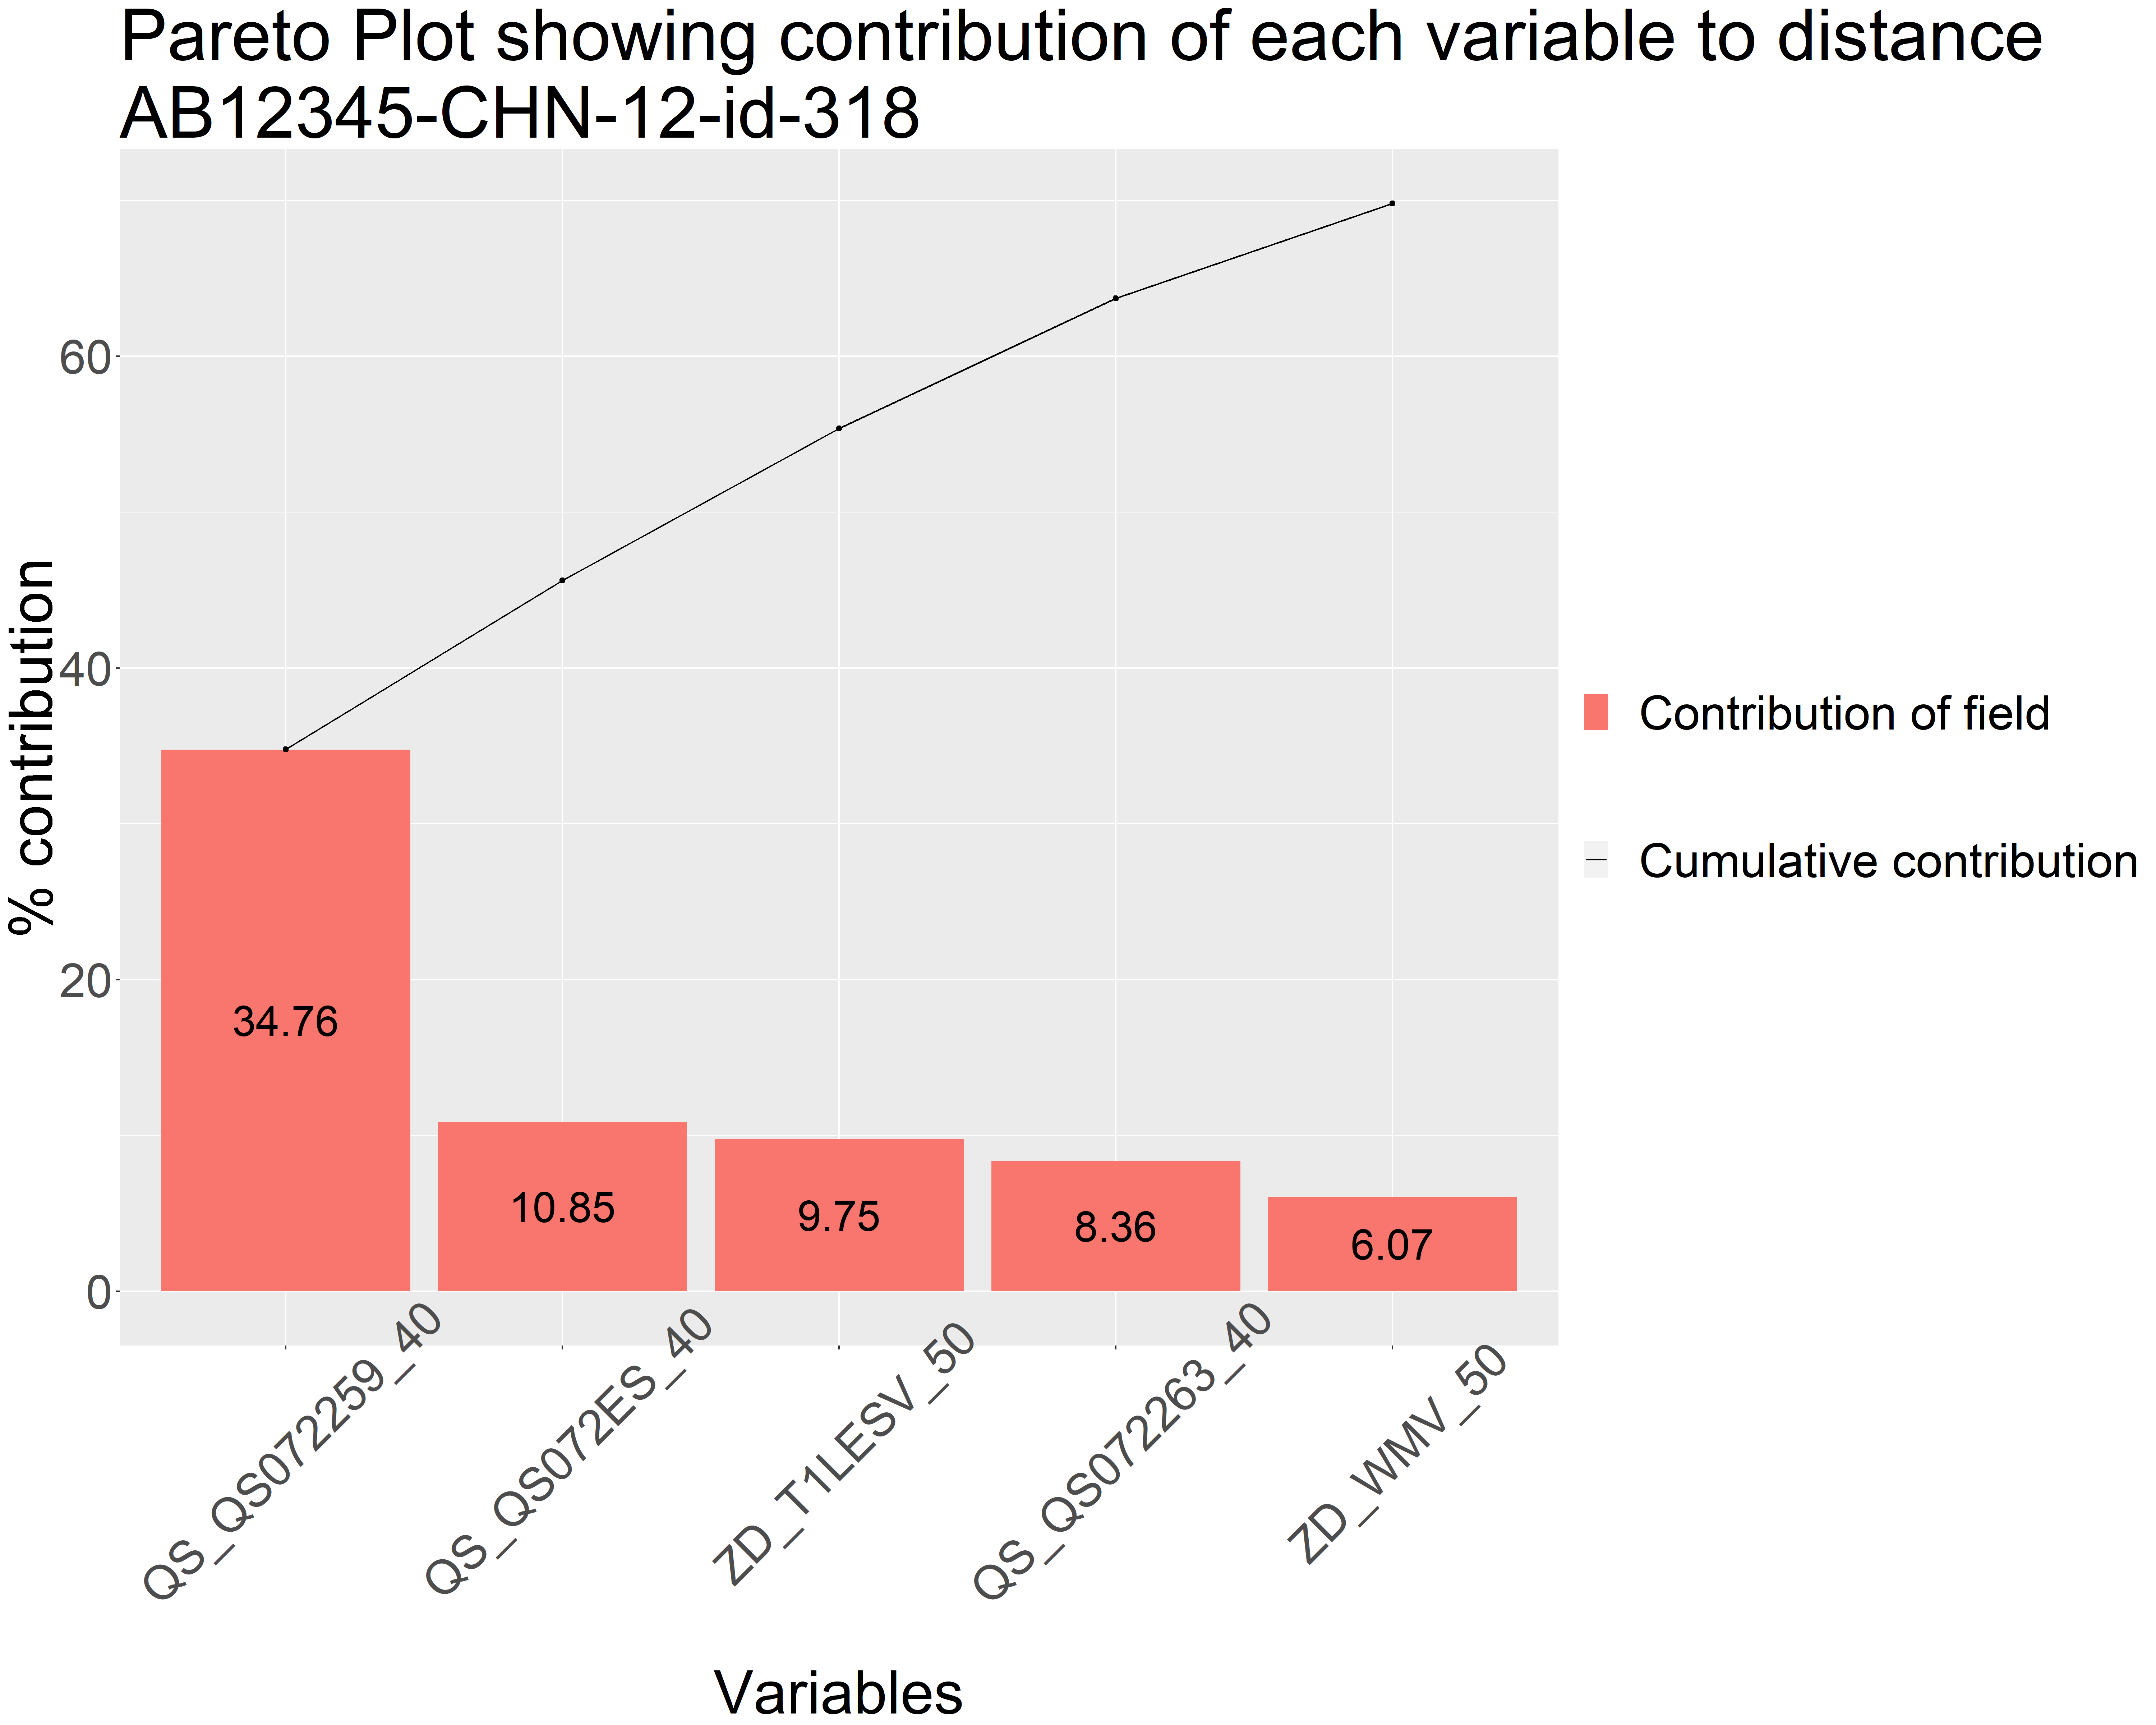 Pareto Plot showing contribution of each variable to distance
AB12345-CHN-12-id-318
% contribution
60
40
20
0
34.76
10.85
9.75
8.36
6.07
QS_QS072259_40
QS_QS072ES_40
ZD_T1LESV_50
QS_QS072263_40
ZD_WMV_50
Variables
Contribution of field
Cumulative contribution